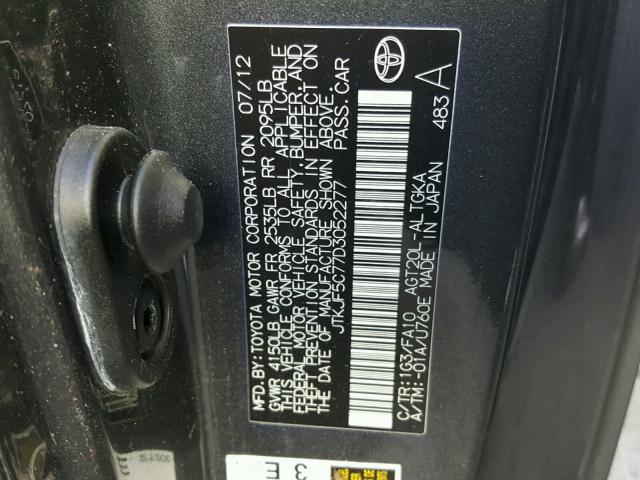 MFD.BY:TOYOTA MOTOR CORPORATION 07/12
GVWR 4150LB GAWR FR 2535LB RR 2095LB
THIS VEHICLE CONFORMS TO ALL APPLICABLE
FEDERAL MOTOR VEHICLE SAFETY, BUMPER, AND
THEFT PREVENTION STANDARDS IN EFFECT ON
THE DATE OF MANUFACTURE SHOWN ABOVE.
JTKJF5C77D3052277 PASS.CAR
C/TR:1G3/FA10 AGT20L-ALTGKA
A/TM:-01A/U760E MADE IN JAPAN 483 A
3 E